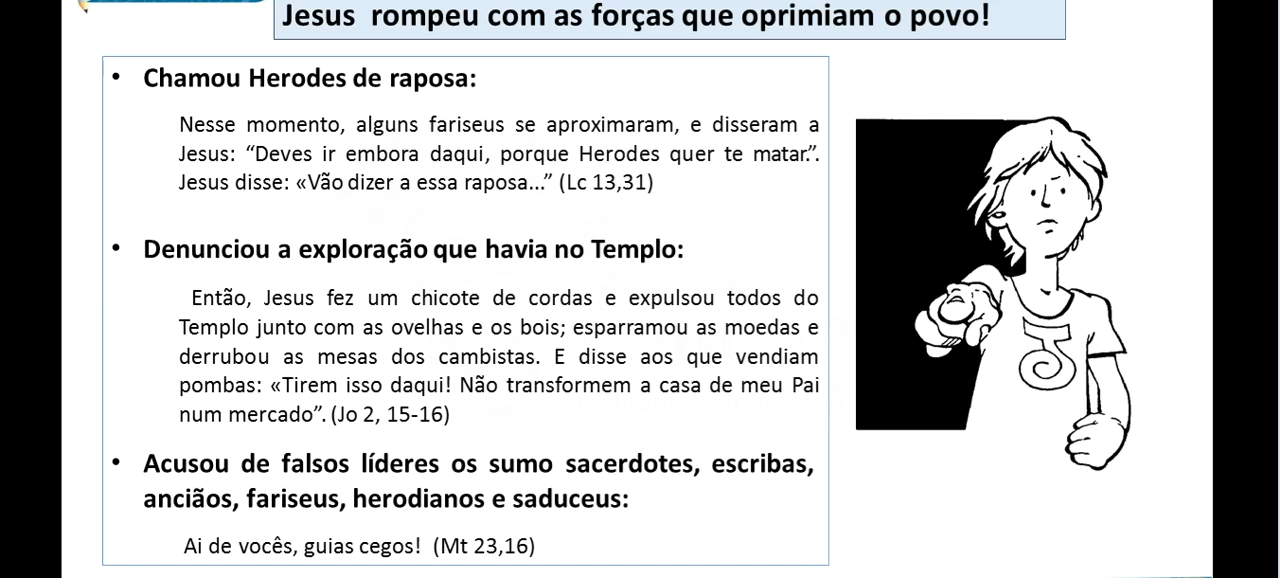 Jesus rompeu com as forças que oprimiam o povo!
• Chamou Herodes de raposa:
Nesse momento, alguns fariseus se aproximaram, e disseram a
Jesus: “Deves ir embora daqui, porque Herodes quer te matar.”.
Jesus disse: «Vão dizer a essa raposa...” (Lc 13,31)
• Denunciou a exploração que havia no Templo:
Então, Jesus fez um chicote de cordas e expulsou todos do
Templo junto com as ovelhas e os bois; esparramou as moedas e
derrubou as mesas dos cambistas. E disse aos que vendiam
pombas: «Tirem isso daqui! Não transformem a casa de meu Pai
num mercado”. (Jo 2, 15-16)
• Acusou de falsos líderes os sumo sacerdotes, escribas,
anciãos, fariseus, herodianos e saduceus:
Ai de vocês, guias cegos! (Mt 23,16)